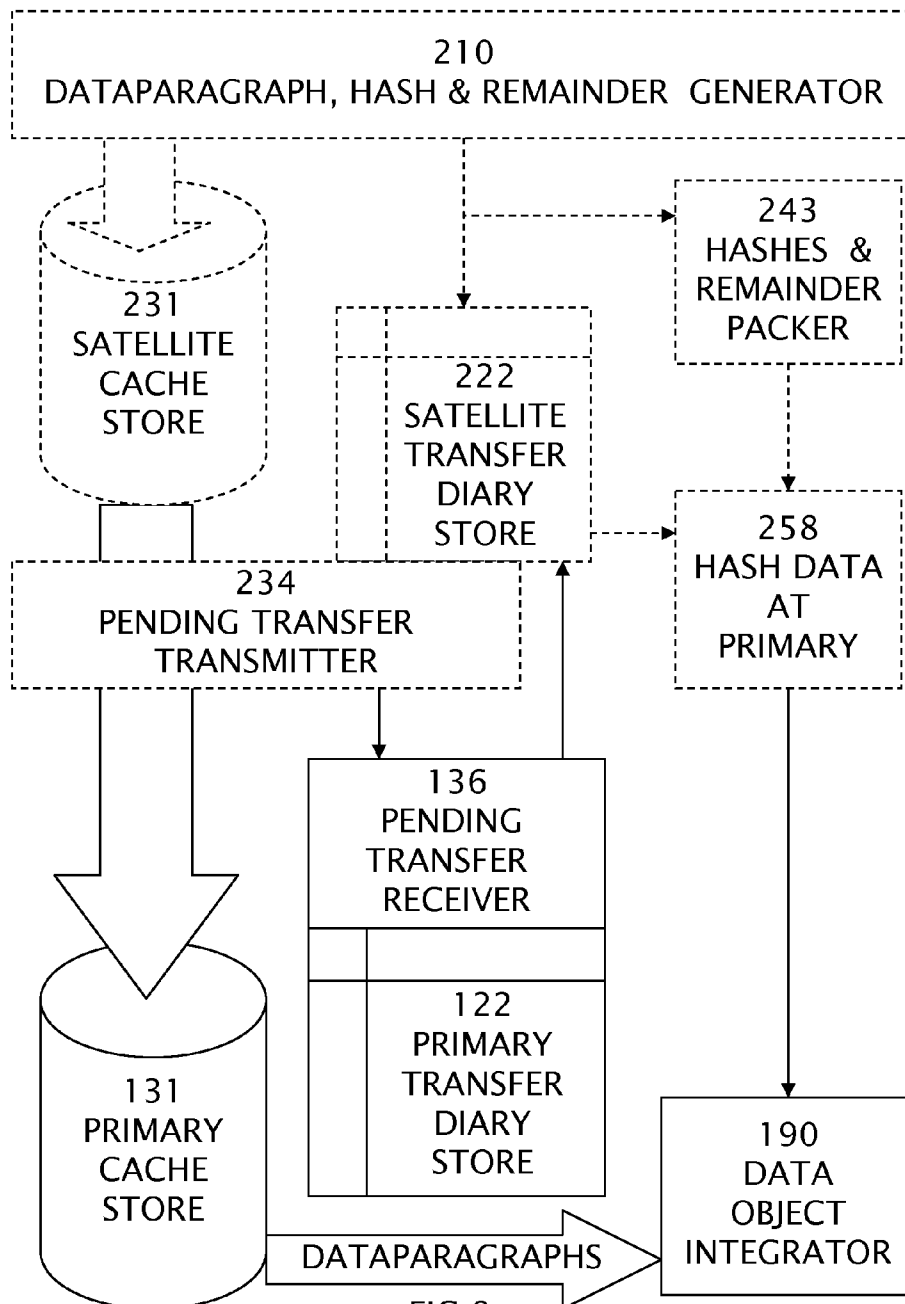 210
DATAPARAGRAPH, HASH & REMAINDER GENERATOR
243
HASHES &
REMAINDER
PACKER
231
SATELLITE
CACHE
STORE
222
SATELLITE
TRANSFER
DIARY
STORE
258
HASH DATA
AT
PRIMARY
234
PENDING TRANSFER
TRANSMITTER
136
PENDING
TRANSFER
RECEIVER
122
PRIMARY
TRANSFER
DIARY
STORE
131
PRIMARY
CACHE
STORE
190
DATA
OBJECT
INTEGRATOR
DATAPARAGRAPHS